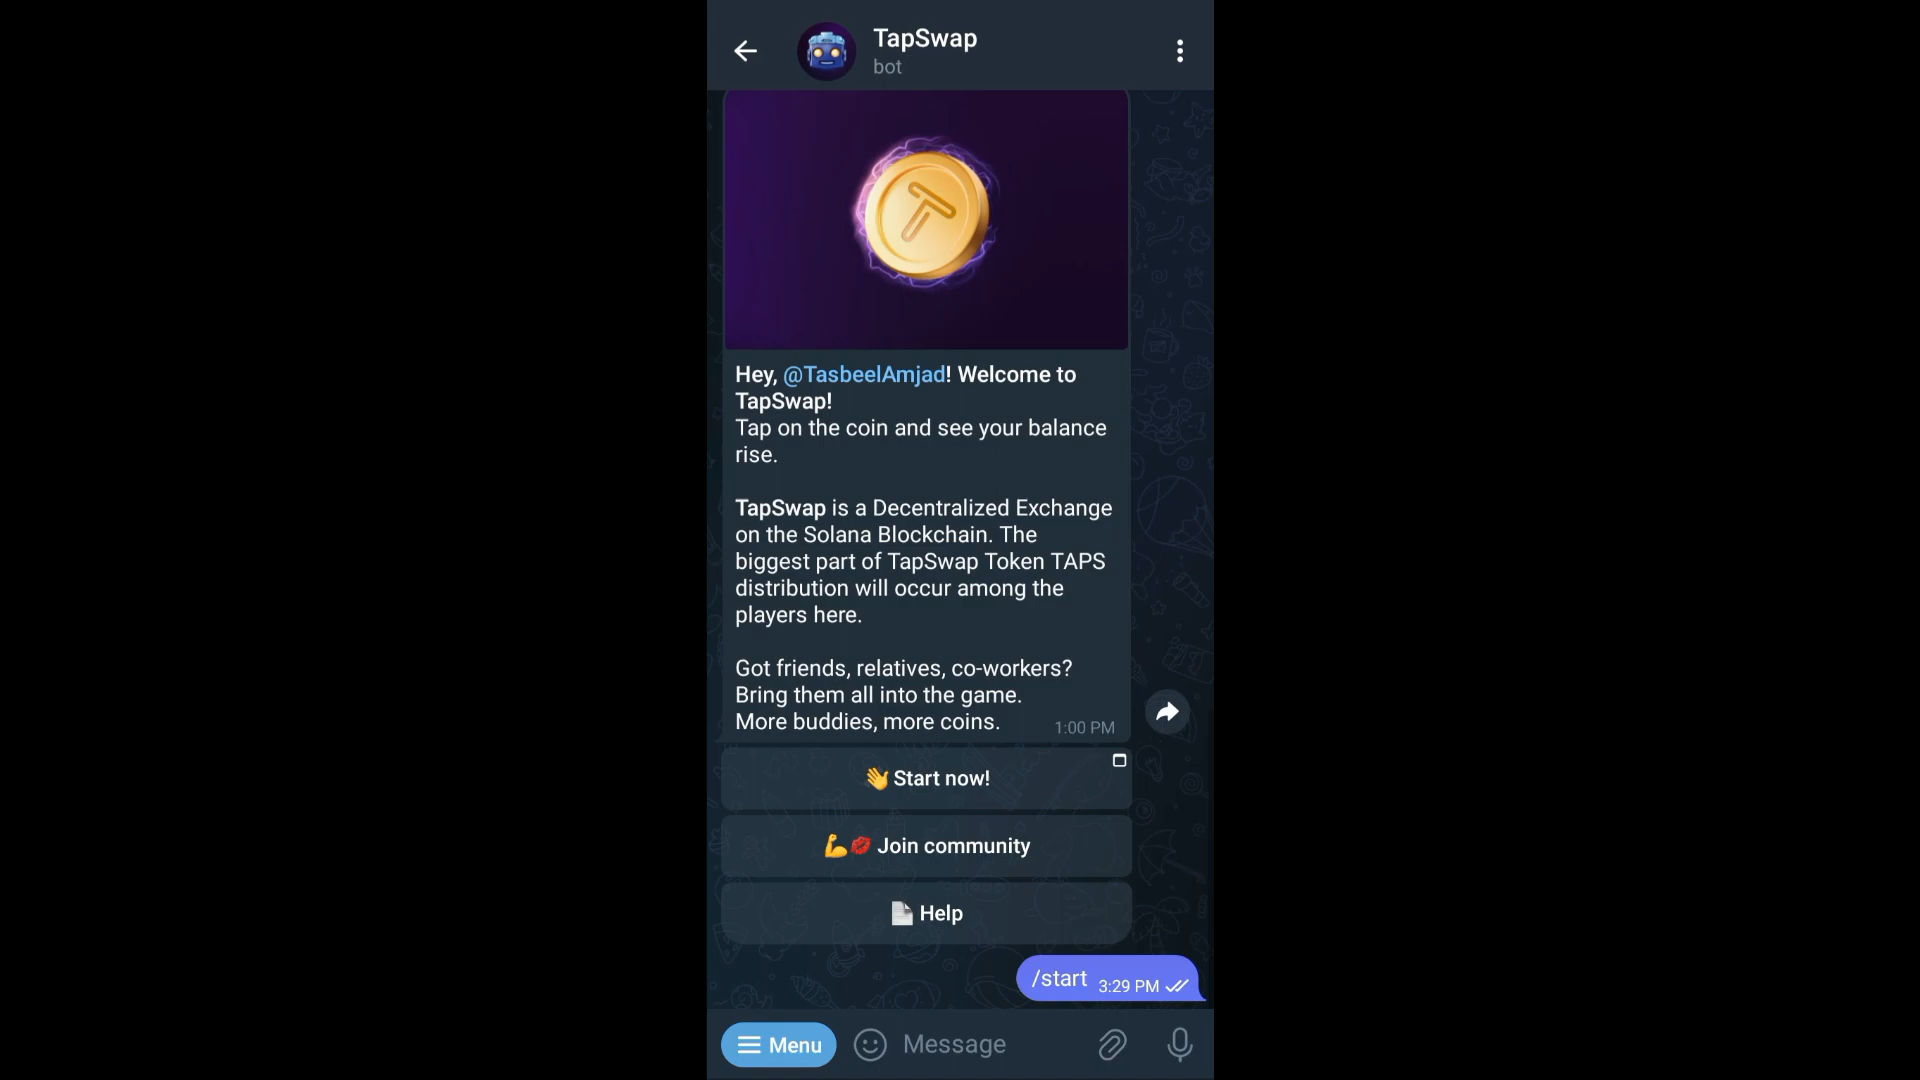 TapSwap
bot
Hey, @TasbeelAmjad! Welcome to
TapSwap!
Tap on the coin and see your balance
rise.
TapSwap is a Decentralized Exchange
on the Solana Blockchain. The
biggest part of TapSwap Token TAPS
distribution will occur among the
players here.
Got friends, relatives, co-workers?
Bring them all into the game.
More buddies, more coins.
1:00 PM
👋 Start now!
💪💋 Join community
📄 Help
/start 3:29 PM
Menu
Message